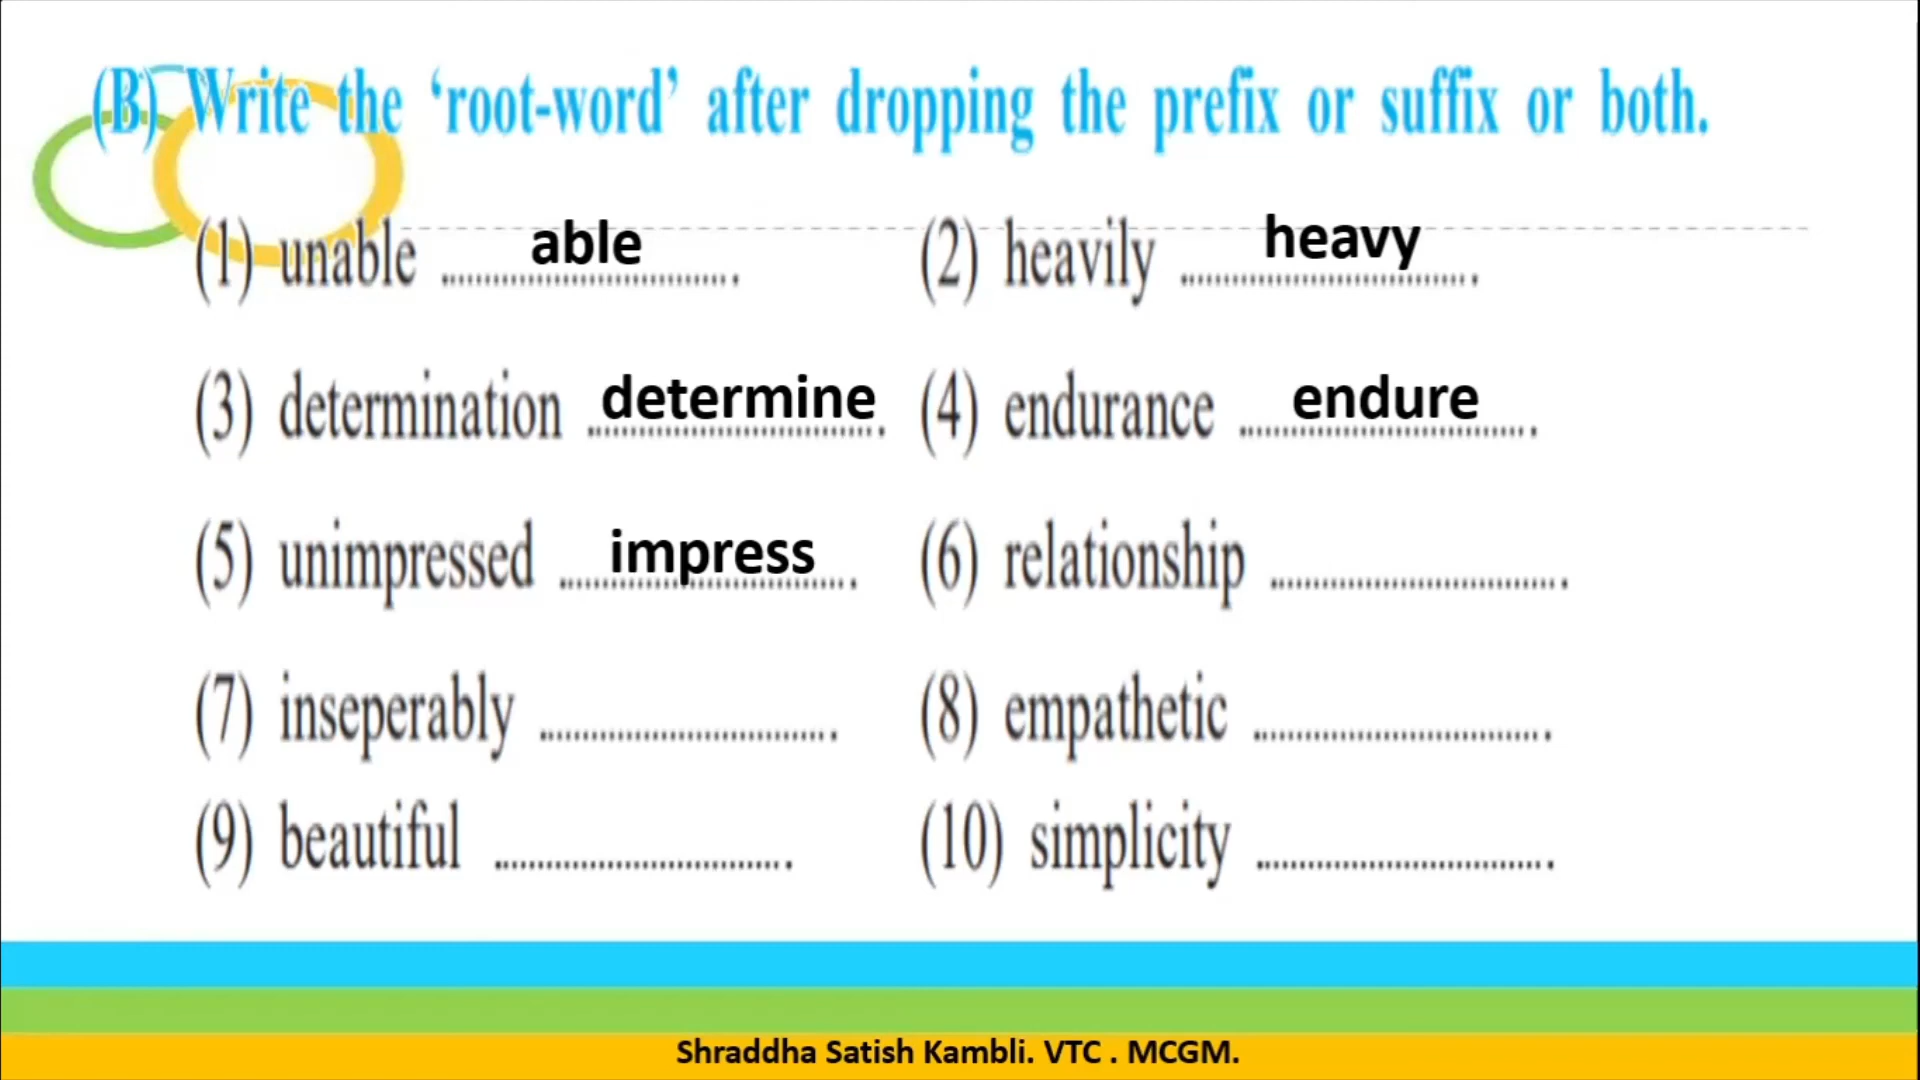 (B) Write the ‘root-word’ after dropping the prefix or suffix or both.
(1) unable able (2) heavily heavy
(3) determination determine (4) endurance endure
(5) unimpressed impress (6) relationship
(7) inseperably (8) empathetic
(9) beautiful (10) simplicity
Shraddha Satish Kambli. VTC . MCGM.